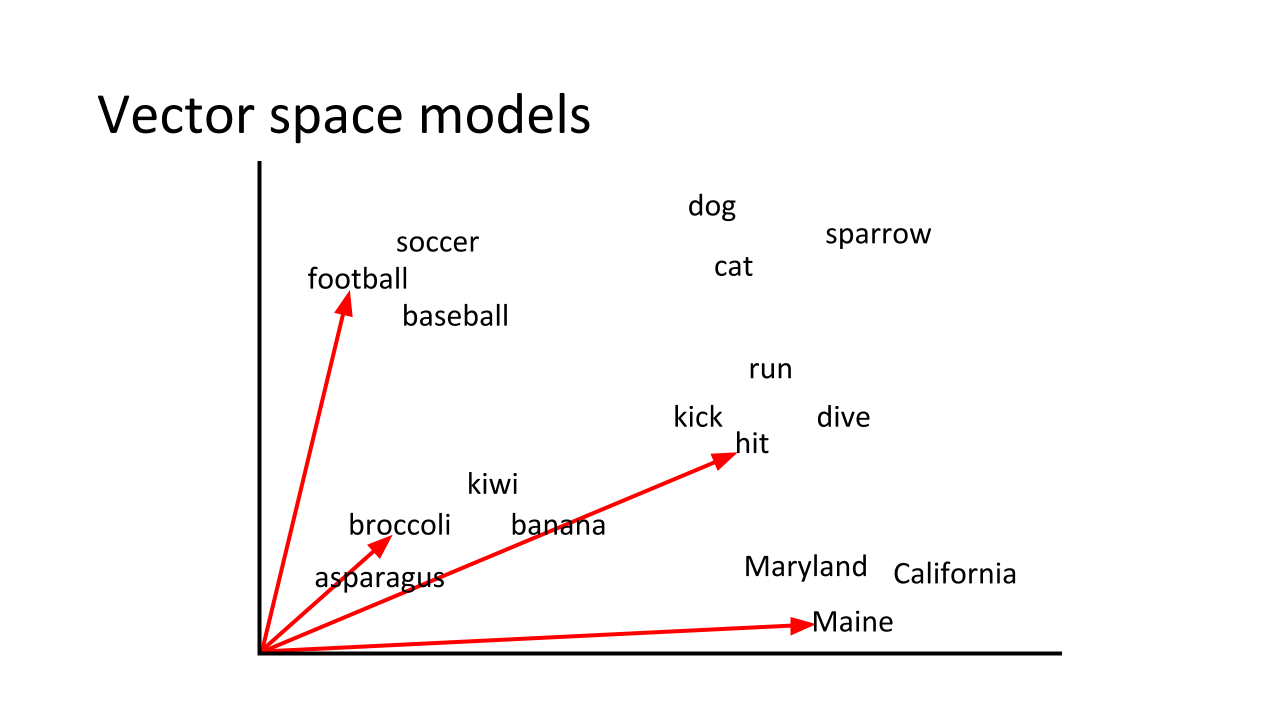 Vector space models
dog
sparrow
soccer
cat
football
baseball
run
kick
dive
hit
kiwi
broccoli
banana
asparagus
Maryland
California
Maine